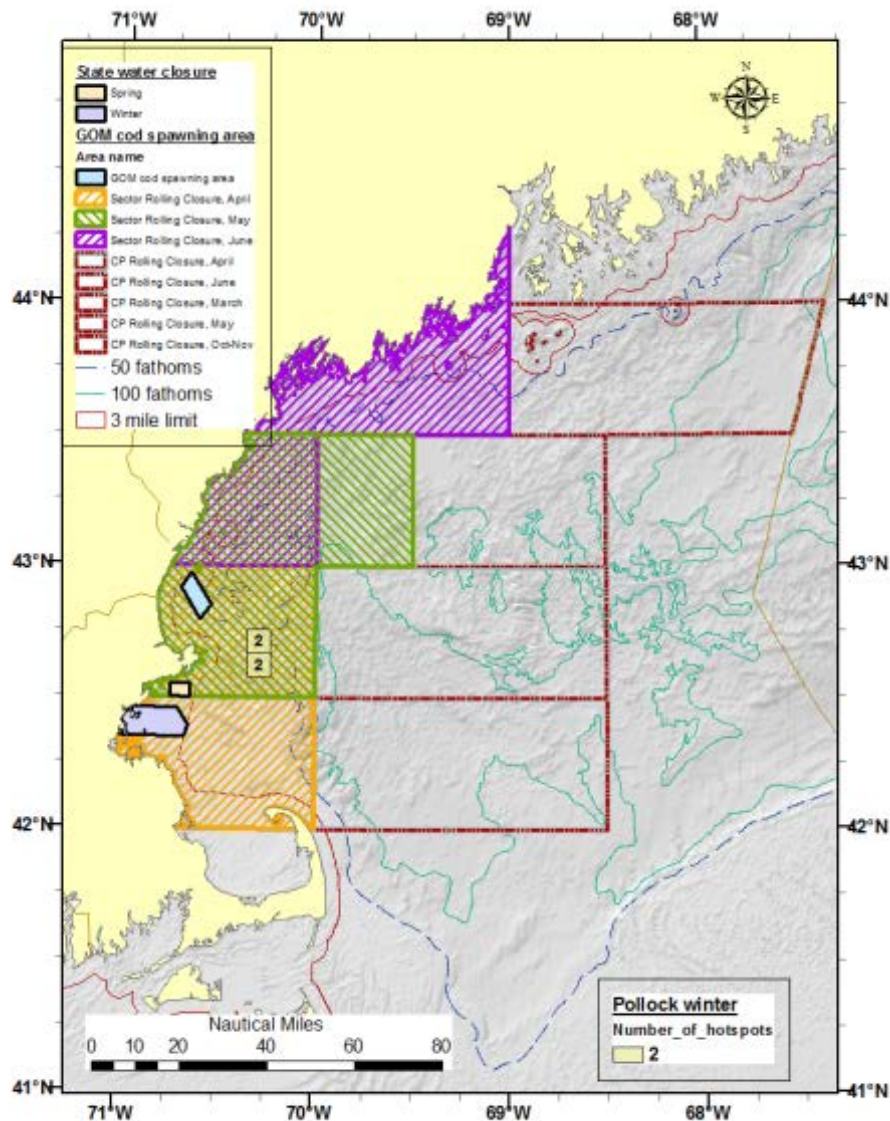 71°W 70°W 69°W 68°W
State water closure
Spring
Winter
GOM cod spawning area
Area name
GOM cod spawning area
Sector Rolling Closure, April
Sector Rolling Closure, May
Sector Rolling Closure, June
CP Rolling Closure, April
CP Rolling Closure, June
CP Rolling Closure, March
CP Rolling Closure, May
CP Rolling Closure, Oct-Nov
50 fathoms
100 fathoms
3 mile limit
N
W E
S
44°N 44°N
43°N 43°N
2
2
42°N 42°N
Nautical Miles
0 10 20 40 60 80
Pollock winter
Number_of_hotspots
2
41°N 41°N
71°W 70°W 69°W 68°W